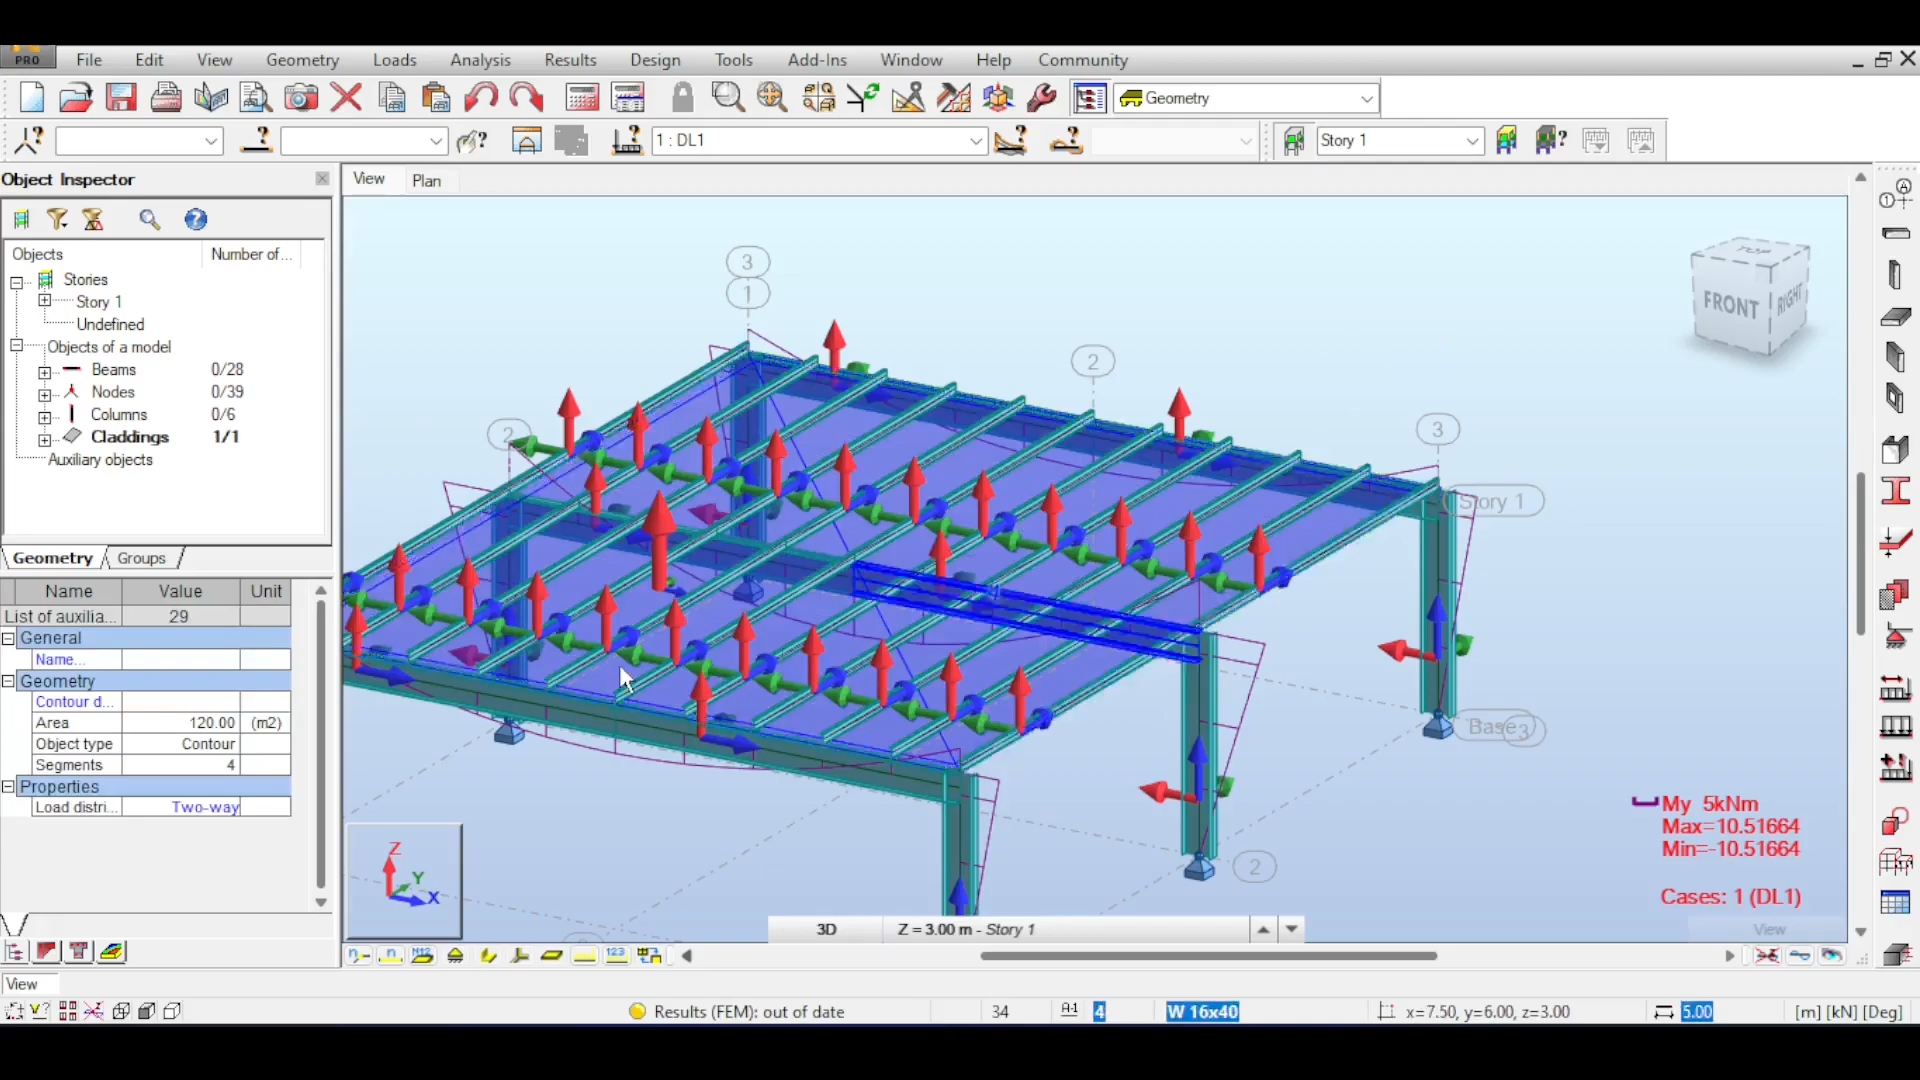 PRO
File Edit View Geometry Loads Analysis Results Design Tools Add-Ins Window Help Community
Geometry
1 : DL1
Story 1
Object Inspector
View Plan
Objects Number of...
Stories
Story 1
Undefined
Objects of a model
Beams 0/28
Nodes 0/39
Columns 0/6
Claddings 1/1
Auxiliary objects
Geometry Groups
Name Value Unit
List of auxilia... 29
General
Name...
Geometry
Contour d...
Area 120.00 (m2)
Object type Contour
Segments 4
Properties
Load distri... Two-way
3
1
2
2
3
Story 1
Base 3
2
TOP
FRONT
RIGHT
My 5kNm
Max=10.51664
Min=-10.51664
Cases: 1 (DL1)
Z
Y
X
3D Z = 3.00 m - Story 1
View
View
Results (FEM): out of date 34 4 W 16x40 x=7.50, y=6.00, z=3.00 5.00 [m] [kN] [Deg]